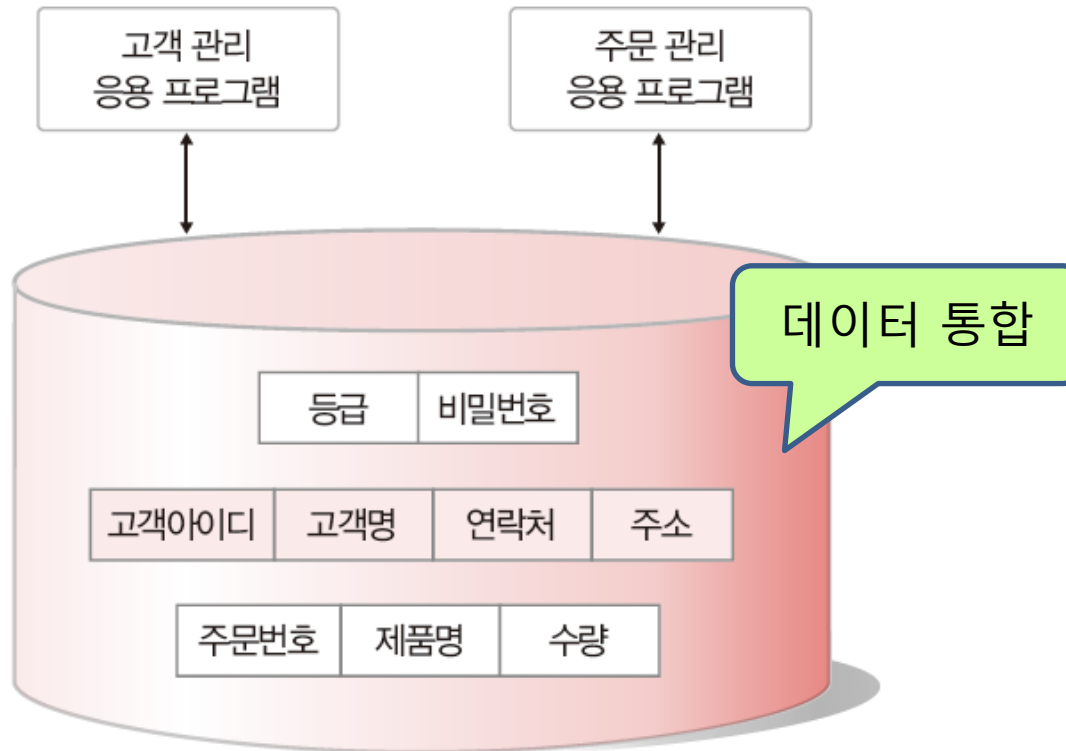 고객 관리
응용 프로그램
주문 관리
응용 프로그램
데이터 통합
등급 비밀번호
고객아이디 고객명 연락처 주소
주문번호 제품명 수량